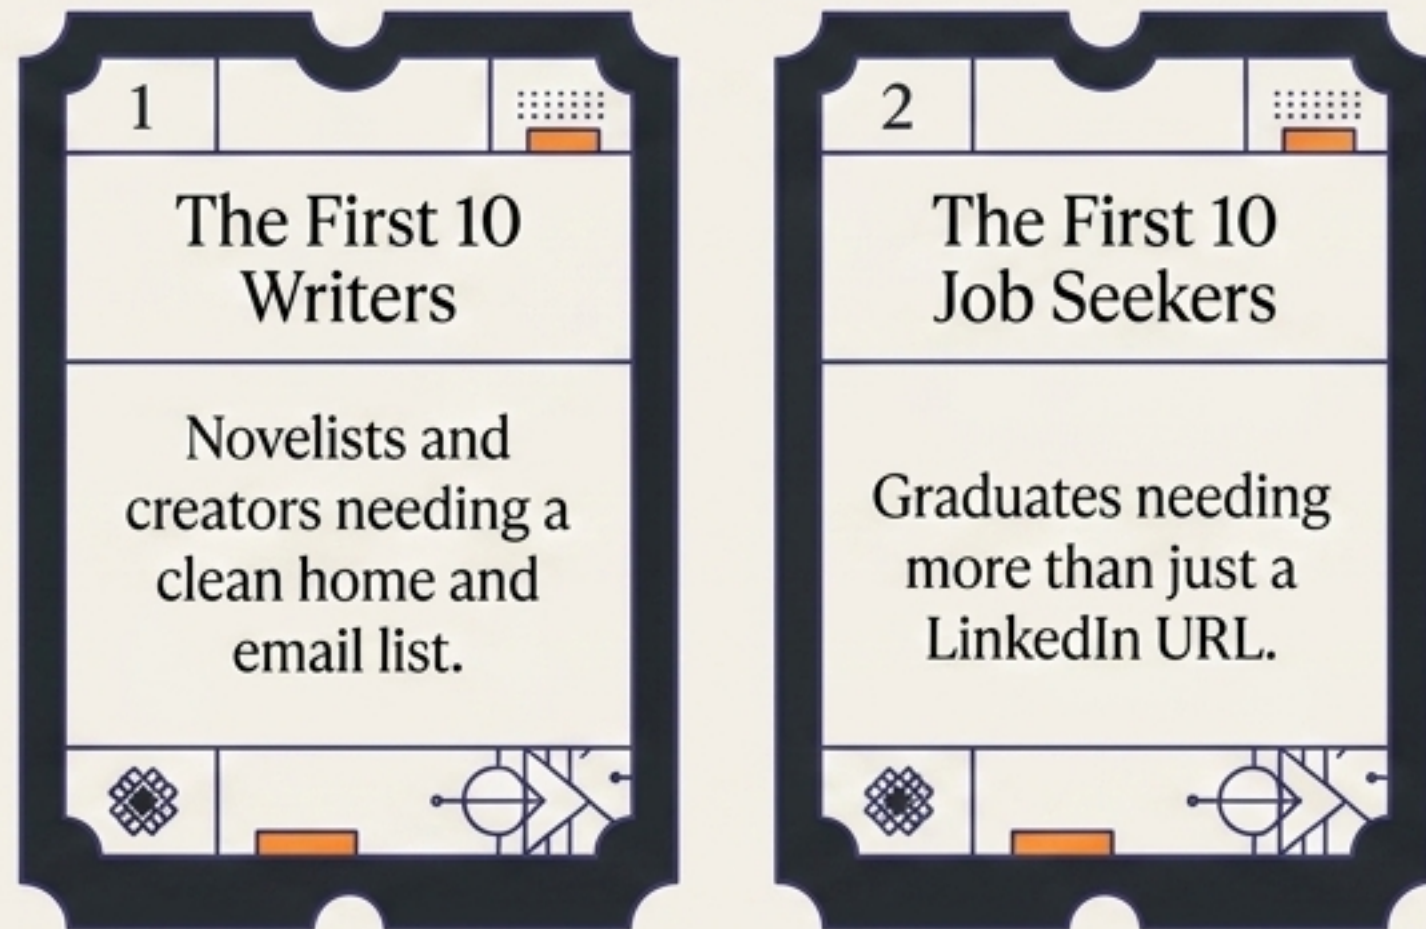 1
The First 10
Writers
Novelists and
creators needing a
clean home and
email list.
2
The First 10
Job Seekers
Graduates needing
more than just a
LinkedIn URL.